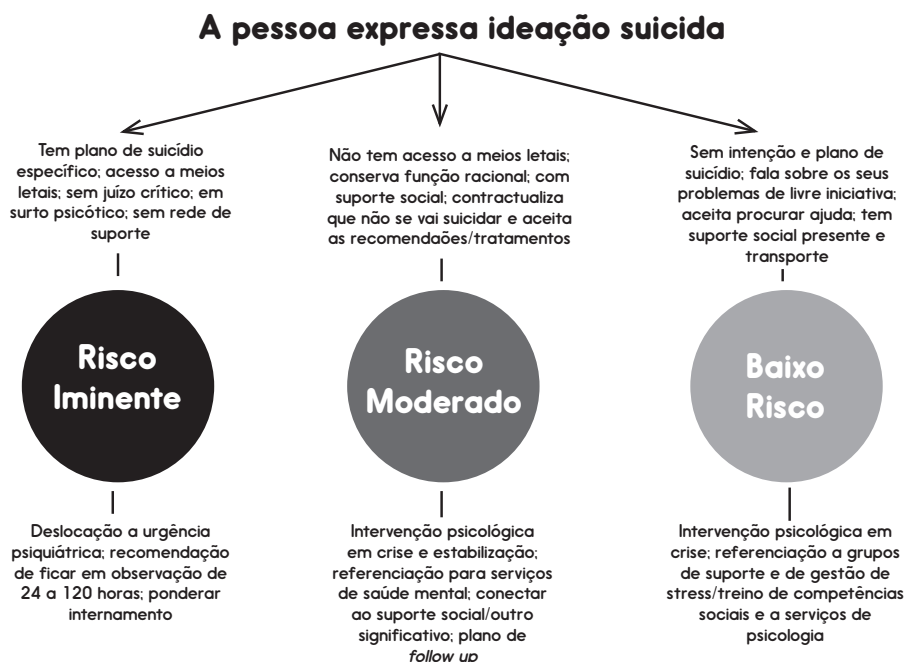 A pessoa expressa ideação suicida
Tem plano de suicídio
específico; acesso a meios
letais; sem juízo crítico; em
surto psicótico; sem rede de
suporte
Risco
Iminente
Deslocação a urgência
psiquiátrica; recomendação
de ficar em observação de
24 a 120 horas; ponderar
internamento
Não tem acesso a meios letais;
conserva função racional; com
suporte social; contractualiza
que não se vai suicidar e aceita
as recomendaões/tratamentos
Risco
Moderado
Intervenção psicológica
em crise e estabilização;
referenciação para serviços
de saúde mental; conectar
ao suporte social/outro
significativo; plano de
follow up
Sem intenção e plano de
suicídio; fala sobre os seus
problemas de livre iniciativa;
aceita procurar ajuda; tem
suporte social presente e
transporte
Baixo
Risco
Intervenção psicológica em
crise; referenciação a grupos
de suporte e de gestão de
stress/treino de competências
sociais e a serviços de
psicologia